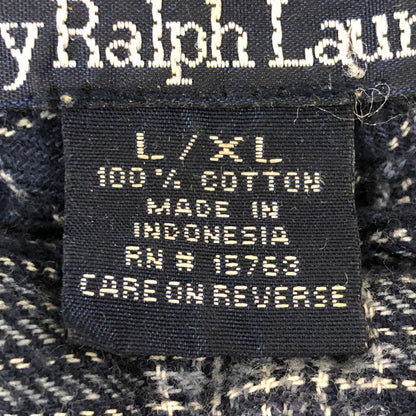 y Ralph Lau
L / XL
100 % COTTON
MADE IN
INDONESIA
RN # 15763
CARE ON REVERSE